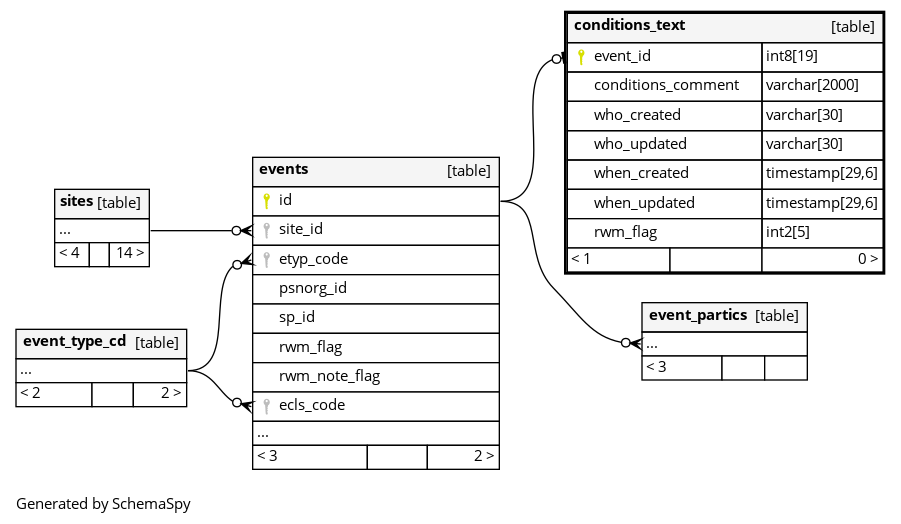 conditions_text [table]
event_id int8[19]
conditions_comment varchar[2000]
who_created varchar[30]
who_updated varchar[30]
when_created timestamp[29,6]
when_updated timestamp[29,6]
rwm_flag int2[5]
< 1 0 >
events [table]
id
site_id
etyp_code
psnorg_id
sp_id
rwm_flag
rwm_note_flag
ecls_code
...
< 3 2 >
sites [table]
...
< 4 14 >
event_type_cd [table]
...
< 2 2 >
event_partics [table]
...
< 3
Generated by SchemaSpy